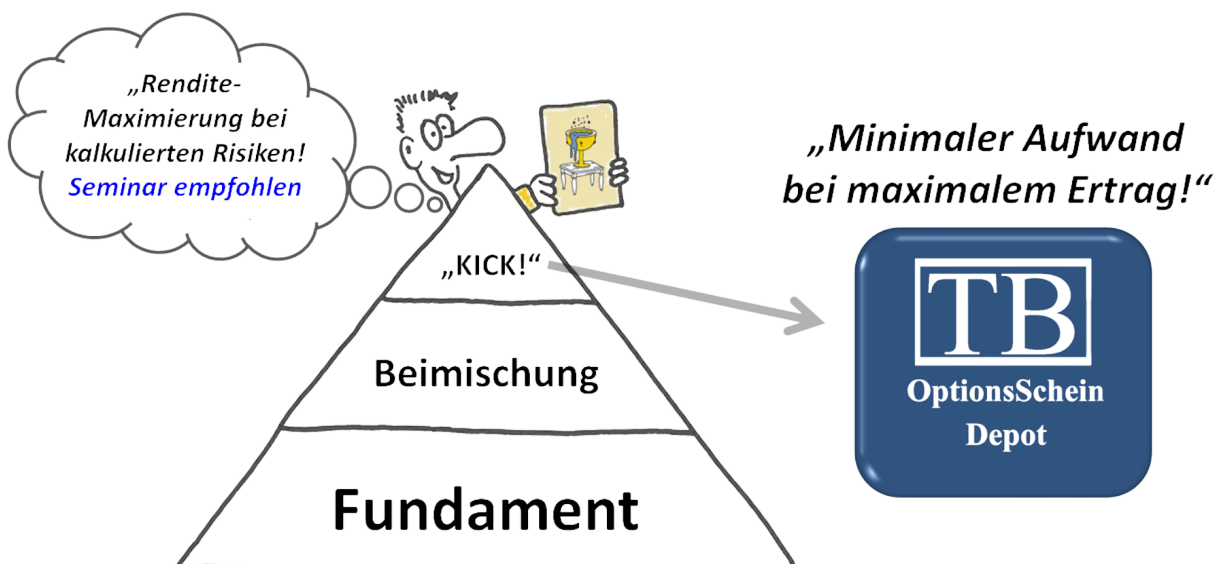 „Rendite-
Maximierung bei
kalkulierten Risiken!
Seminar empfohlen
„Minimaler Aufwand
bei maximalem Ertrag!“
„KICK!“
Beimischung
Fundament
TB
OptionsSchein
Depot